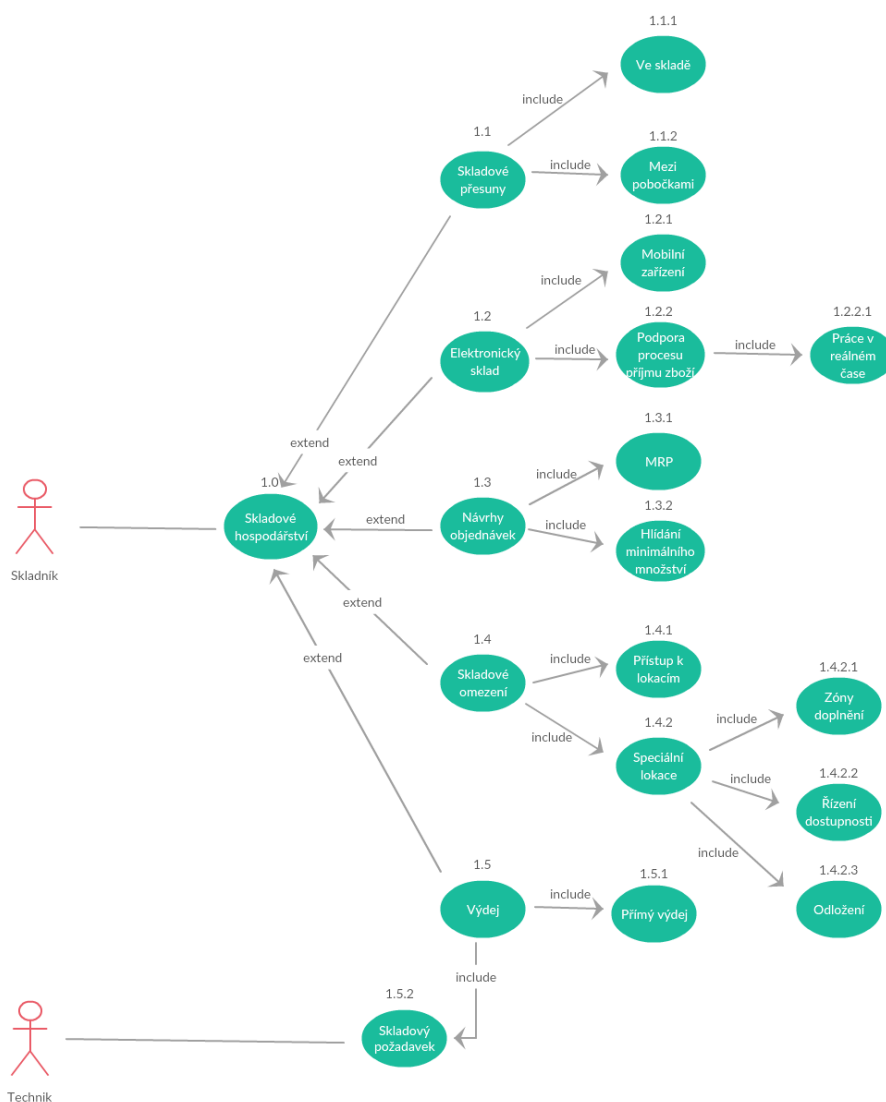 1.1.1
Ve skladě
include
1.1
Skladové
přesuny
include
1.1.2
Mezi
pobočkami
1.2.1
Mobilní
zařízení
include
1.2
Elektronický
sklad
include
1.2.2
Podpora
procesu
příjmu zboží
include
1.2.2.1
Práce v
reálném
čase
extend
extend
1.3.1
MRP
include
1.0
Skladové
hospodářství
extend
1.3
Návrhy
objednávek
include
1.3.2
Hlídání
minimálního
množství
Skladník
extend
extend
1.4
Skladové
omezení
include
1.4.1
Přístup k
lokacím
include
1.4.2
Speciální
lokace
include
1.4.2.1
Zóny
doplnění
include
1.4.2.2
Řízení
dostupnosti
include
1.4.2.3
Odložení
1.5
Výdej
include
1.5.1
Přímý výdej
include
1.5.2
Skladový
požadavek
Technik